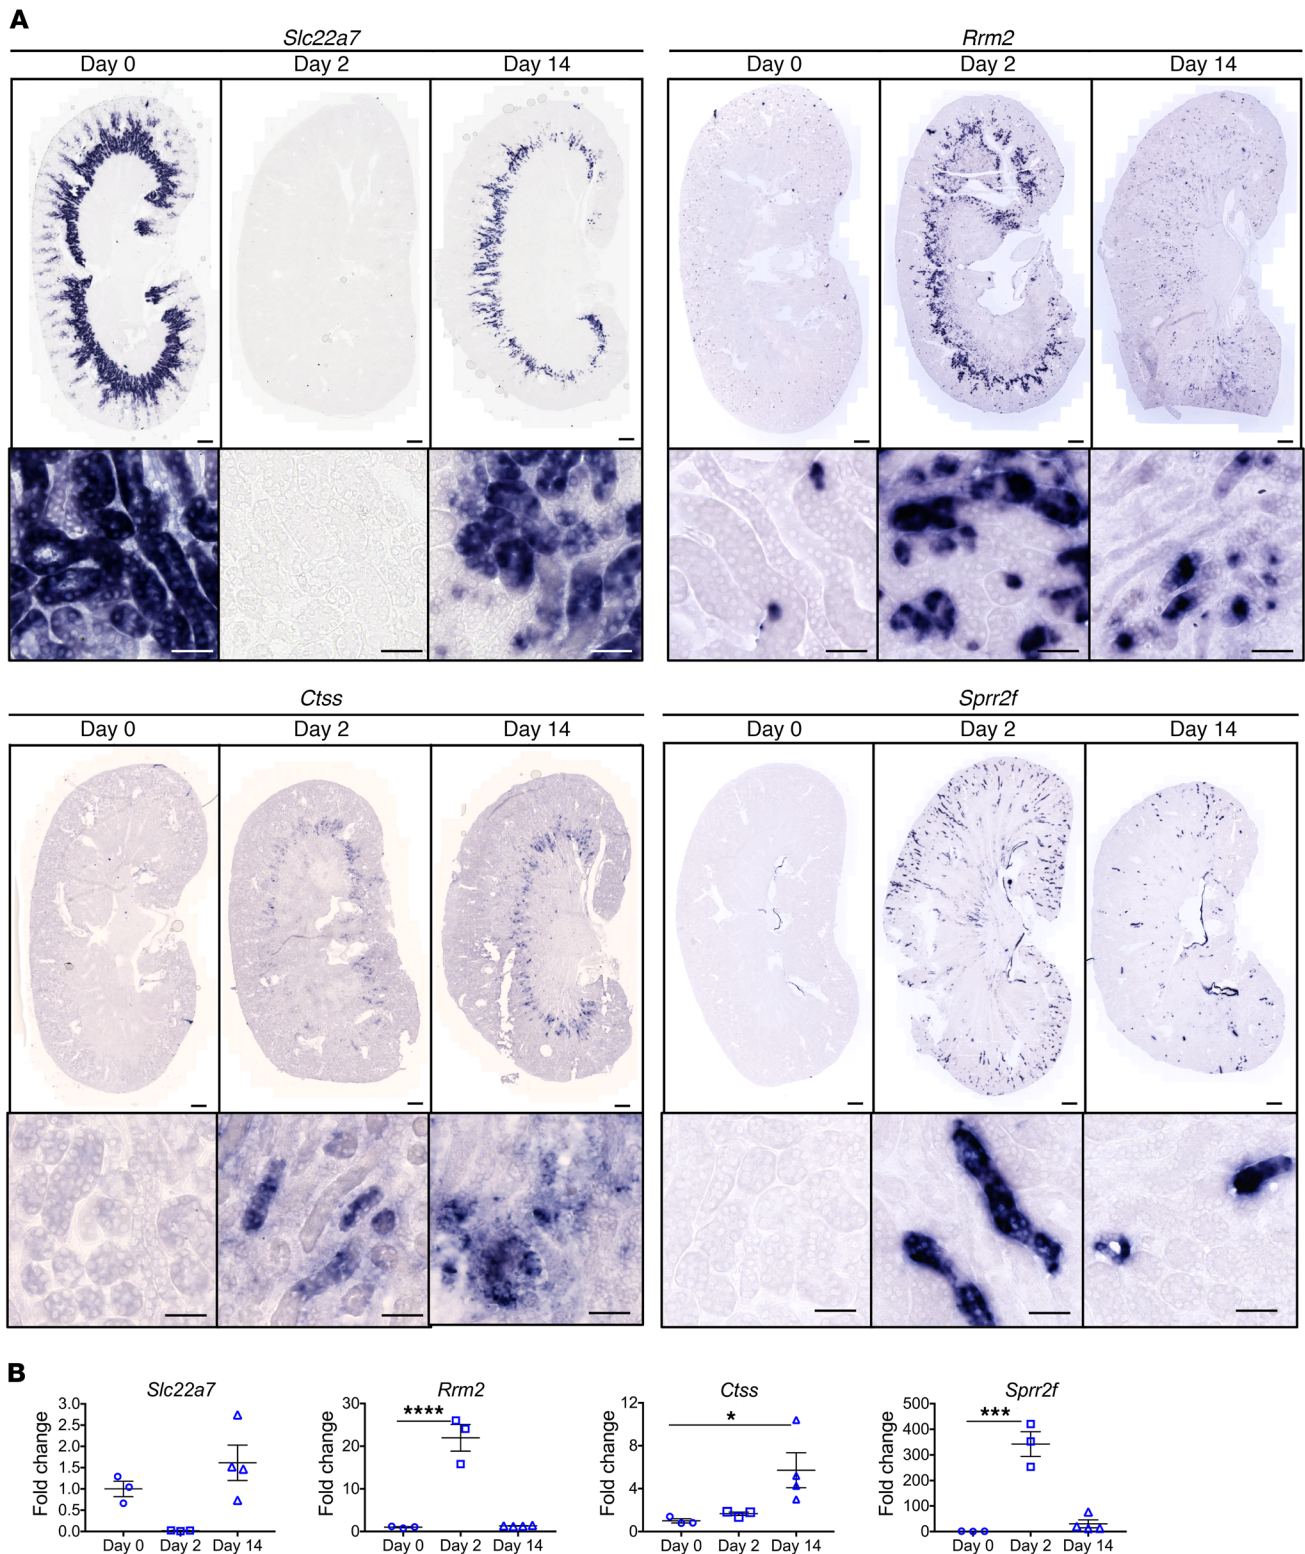 A
Slc22a7
Day 0 Day 2 Day 14
Rrm2
Day 0 Day 2 Day 14
Ctss
Day 0 Day 2 Day 14
Sprr2f
Day 0 Day 2 Day 14
B
Slc22a7
Fold change
3.0
2.5
2.0
1.5
1.0
0.5
0.0
Day 0 Day 2 Day 14
Rrm2
Fold change
30
20
10
0
****
Day 0 Day 2 Day 14
Ctss
Fold change
12
8
4
0
*
Day 0 Day 2 Day 14
Sprr2f
Fold change
500
400
300
200
100
0
***
Day 0 Day 2 Day 14